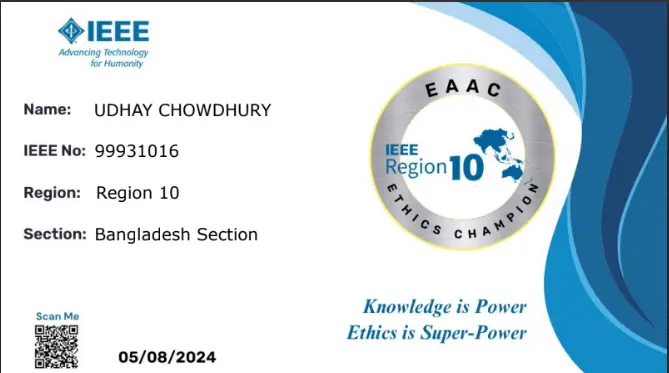 IEEE
Advancing Technology
for Humanity
Name: UDHAY CHOWDHURY
IEEE No: 99931016
Region: Region 10
Section: Bangladesh Section
EAAC
IEEE
Region 10
ETHICS CHAMPION
Knowledge is Power
Ethics is Super-Power
Scan Me
05/08/2024